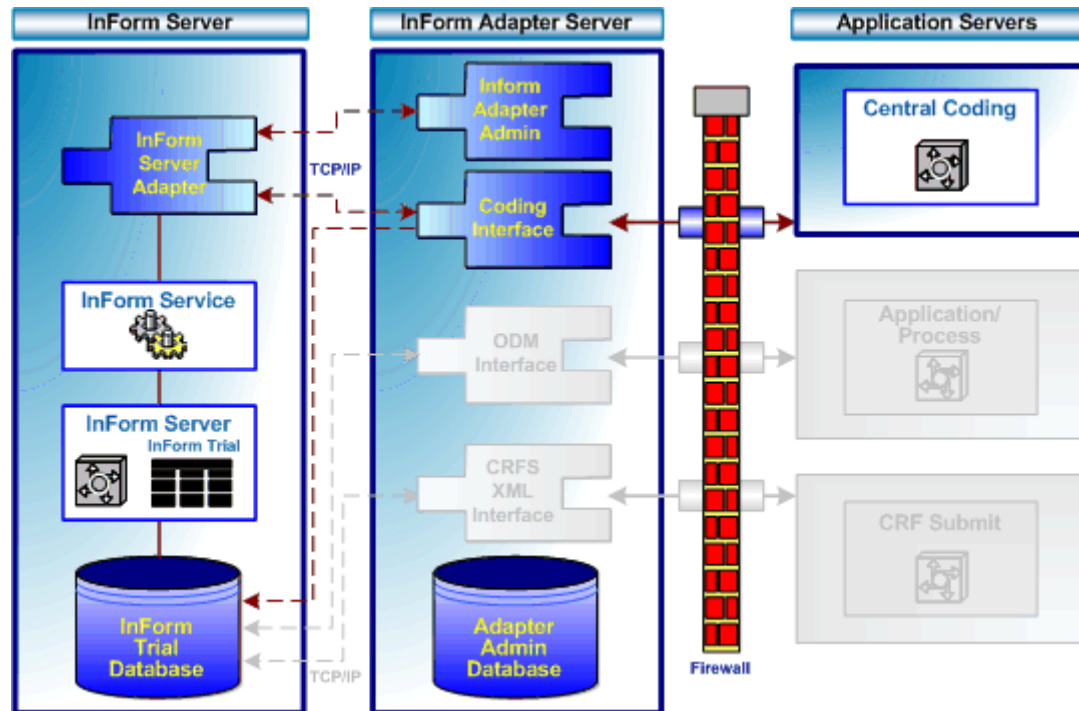 InForm Server
InForm Adapter Server
Application Servers
InForm
Server
Adapter
TCP/IP
InForm Service
InForm Server
InForm Trial
InForm
Trial
Database
TCP/IP
Inform
Adapter
Admin
Coding
Interface
ODM
Interface
CRFS
XML
Interface
Adapter
Admin
Database
Firewall
Central Coding
Application/
Process
CRF Submit